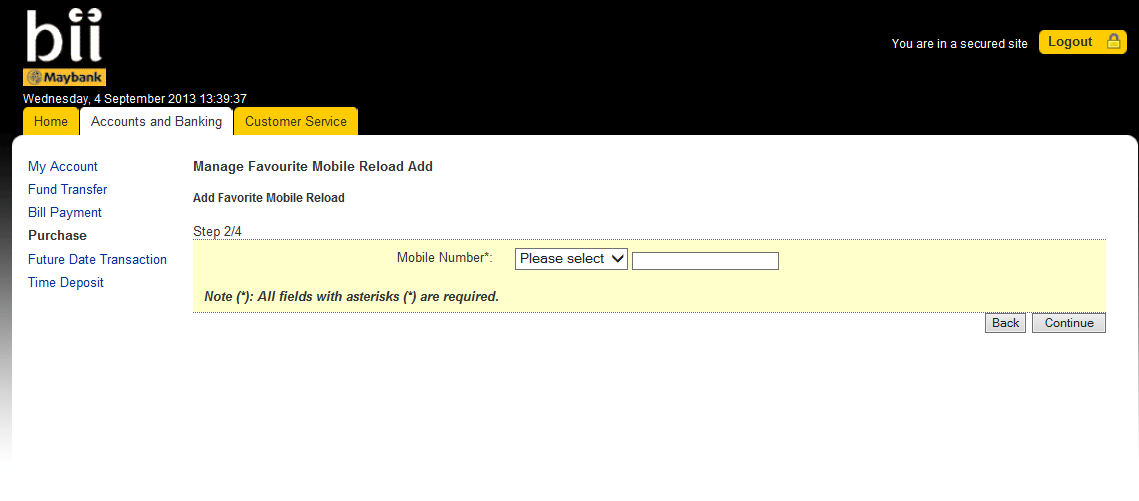 bii
Maybank
You are in a secured site Logout
Wednesday, 4 September 2013 13:39:37
Home Accounts and Banking Customer Service
My Account
Fund Transfer
Bill Payment
Purchase
Future Date Transaction
Time Deposit
Manage Favourite Mobile Reload Add
Add Favorite Mobile Reload
Step 2/4
Mobile Number*: Please select
Note (*): All fields with asterisks (*) are required.
Back Continue